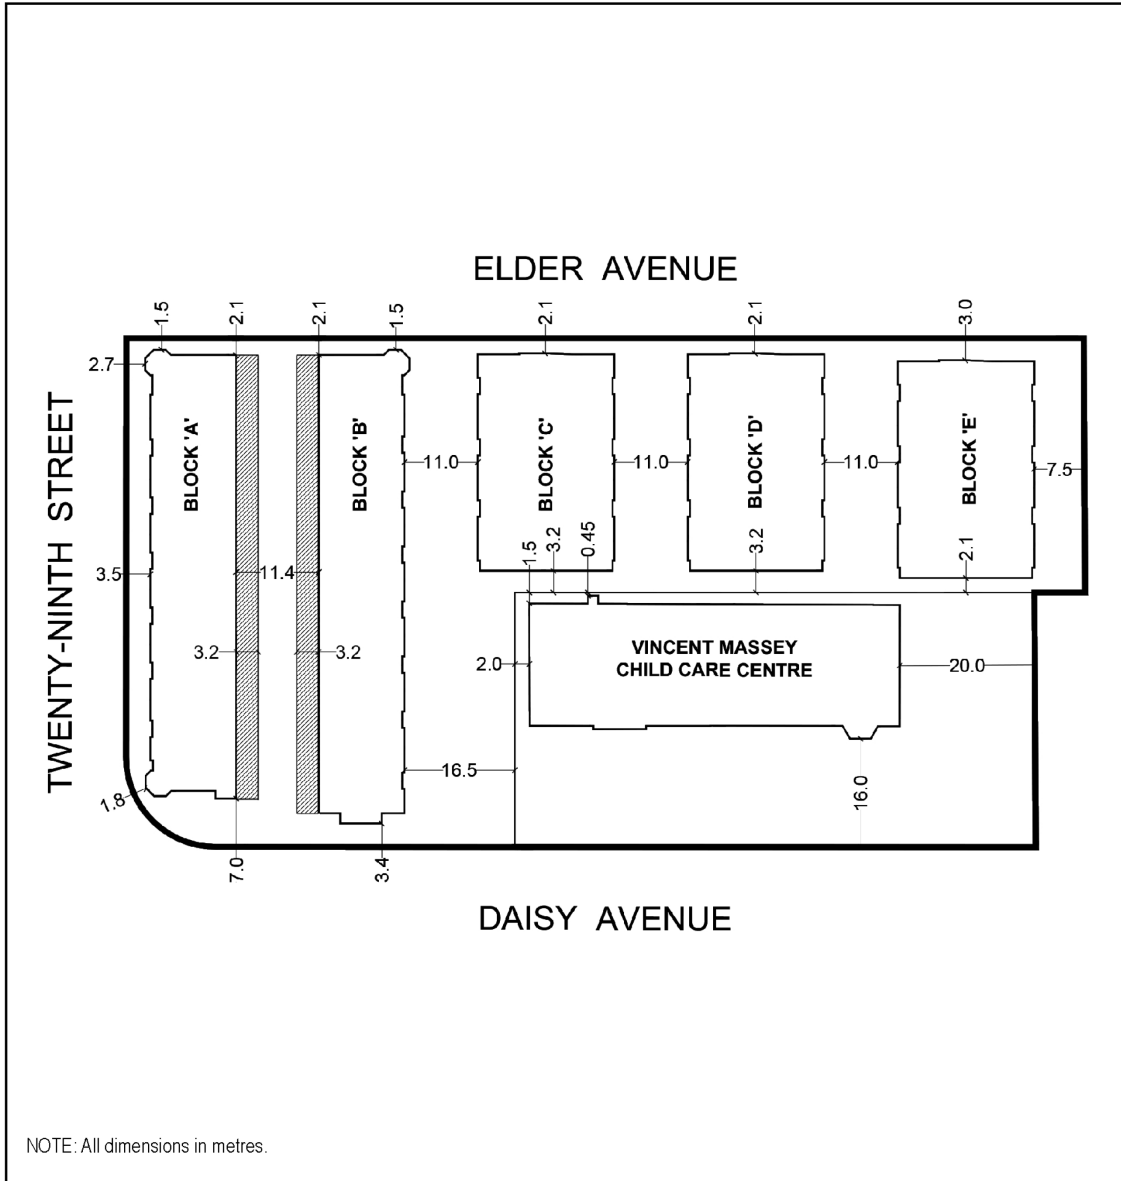 ELDER AVENUE
1.5
2.1
2.1
1.5
2.1
2.1
3.0
2.7
TWENTY-NINTH STREET
BLOCK 'A'
BLOCK 'B'
BLOCK 'C'
BLOCK 'D'
BLOCK 'E'
11.0
11.0
11.0
7.5
3.5
11.4
1.5
3.2
0.45
3.2
2.1
3.2
3.2
2.0
VINCENT MASSEY
CHILD CARE CENTRE
20.0
16.5
16.0
1.8
7.0
3.4
DAISY AVENUE
NOTE: All dimensions in metres.